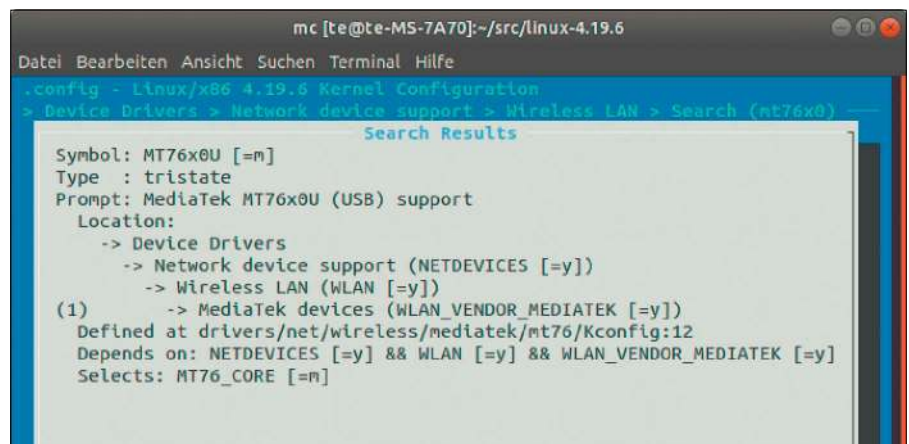 mc [te@te-MS-7A70]:~/src/linux-4.19.6
Datei Bearbeiten Ansicht Suchen Terminal Hilfe
.config - Linux/x86 4.19.6 Kernel Configuration
> Device Drivers > Network device support > Wireless LAN > Search (mt76x0)
Search Results
Symbol: MT76x0U [=m]
Type : tristate
Prompt: MediaTek MT76x0U (USB) support
Location:
-> Device Drivers
-> Network device support (NETDEVICES [=y])
-> Wireless LAN (WLAN [=y])
(1) -> MediaTek devices (WLAN_VENDOR_MEDIATEK [=y])
Defined at drivers/net/wireless/mediatek/mt76/Kconfig:12
Depends on: NETDEVICES [=y] && WLAN [=y] && WLAN_VENDOR_MEDIATEK [=y]
Selects: MT76_CORE [=m]